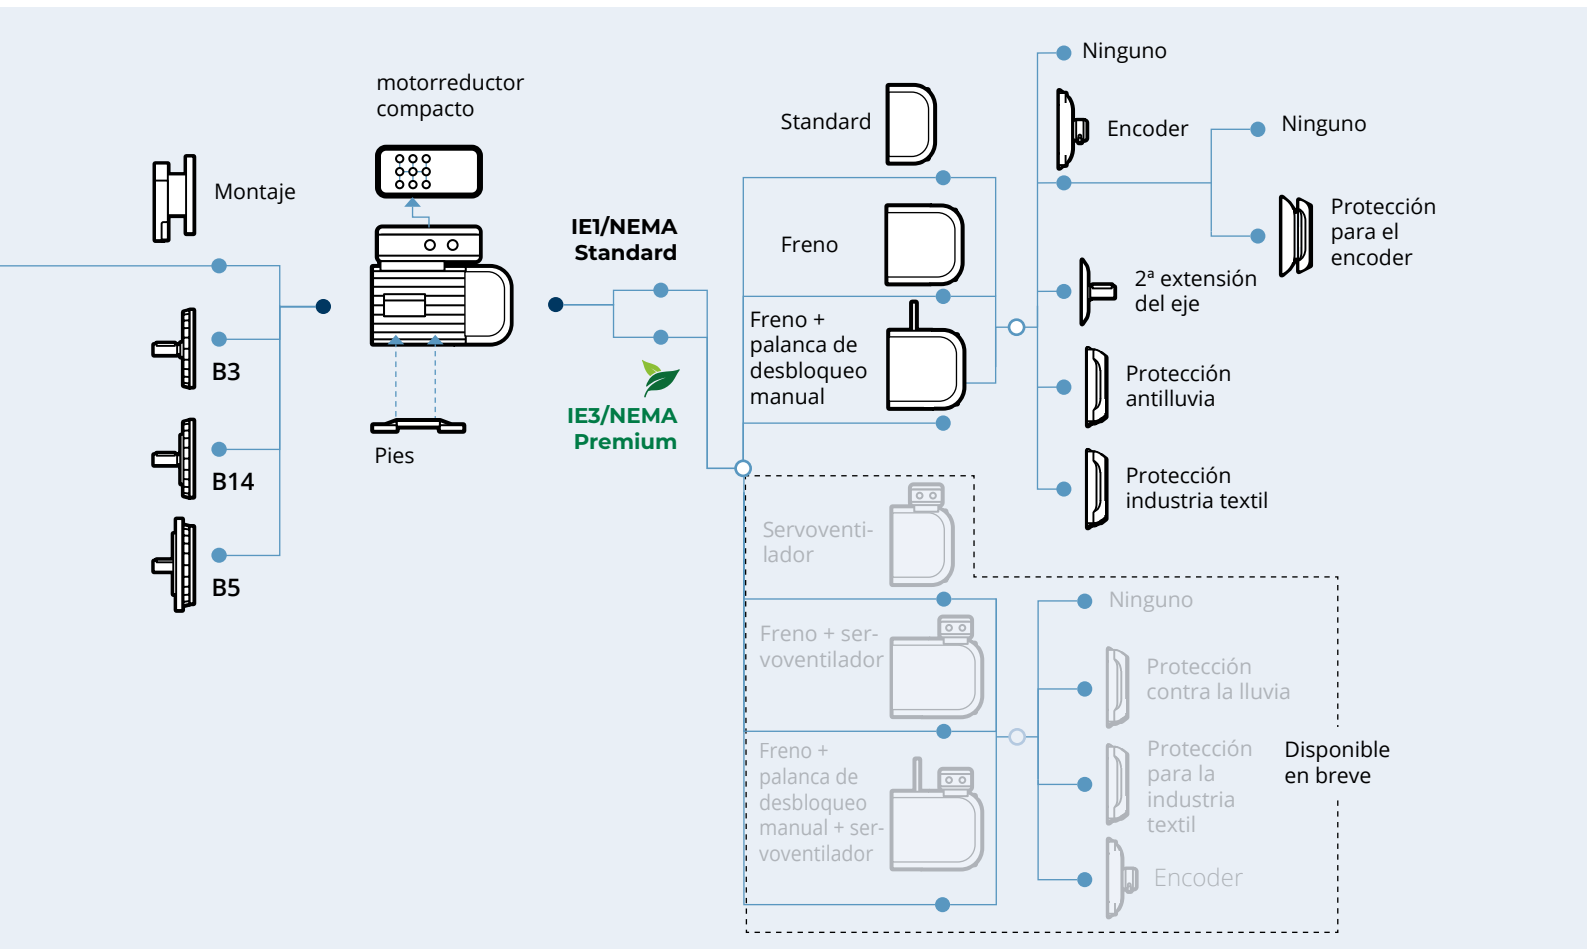 motorreductor
compacto
Montaje
B3
B14
B5
Pies
IE1/NEMA
Standard
IE3/NEMA
Premium
Standard
Freno
Freno +
palanca de
desbloqueo
manual
Ninguno
Encoder
Ninguno
Protección
para el
encoder
2ª extensión
del eje
Protección
antilluvia
Protección
industria textil
Servoventi-
lador
Freno + ser-
voventilador
Freno +
palanca de
desbloqueo
manual + ser-
voventilador
Ninguno
Protección
contra la lluvia
Protección
para la
industria
textil
Encoder
Disponible
en breve